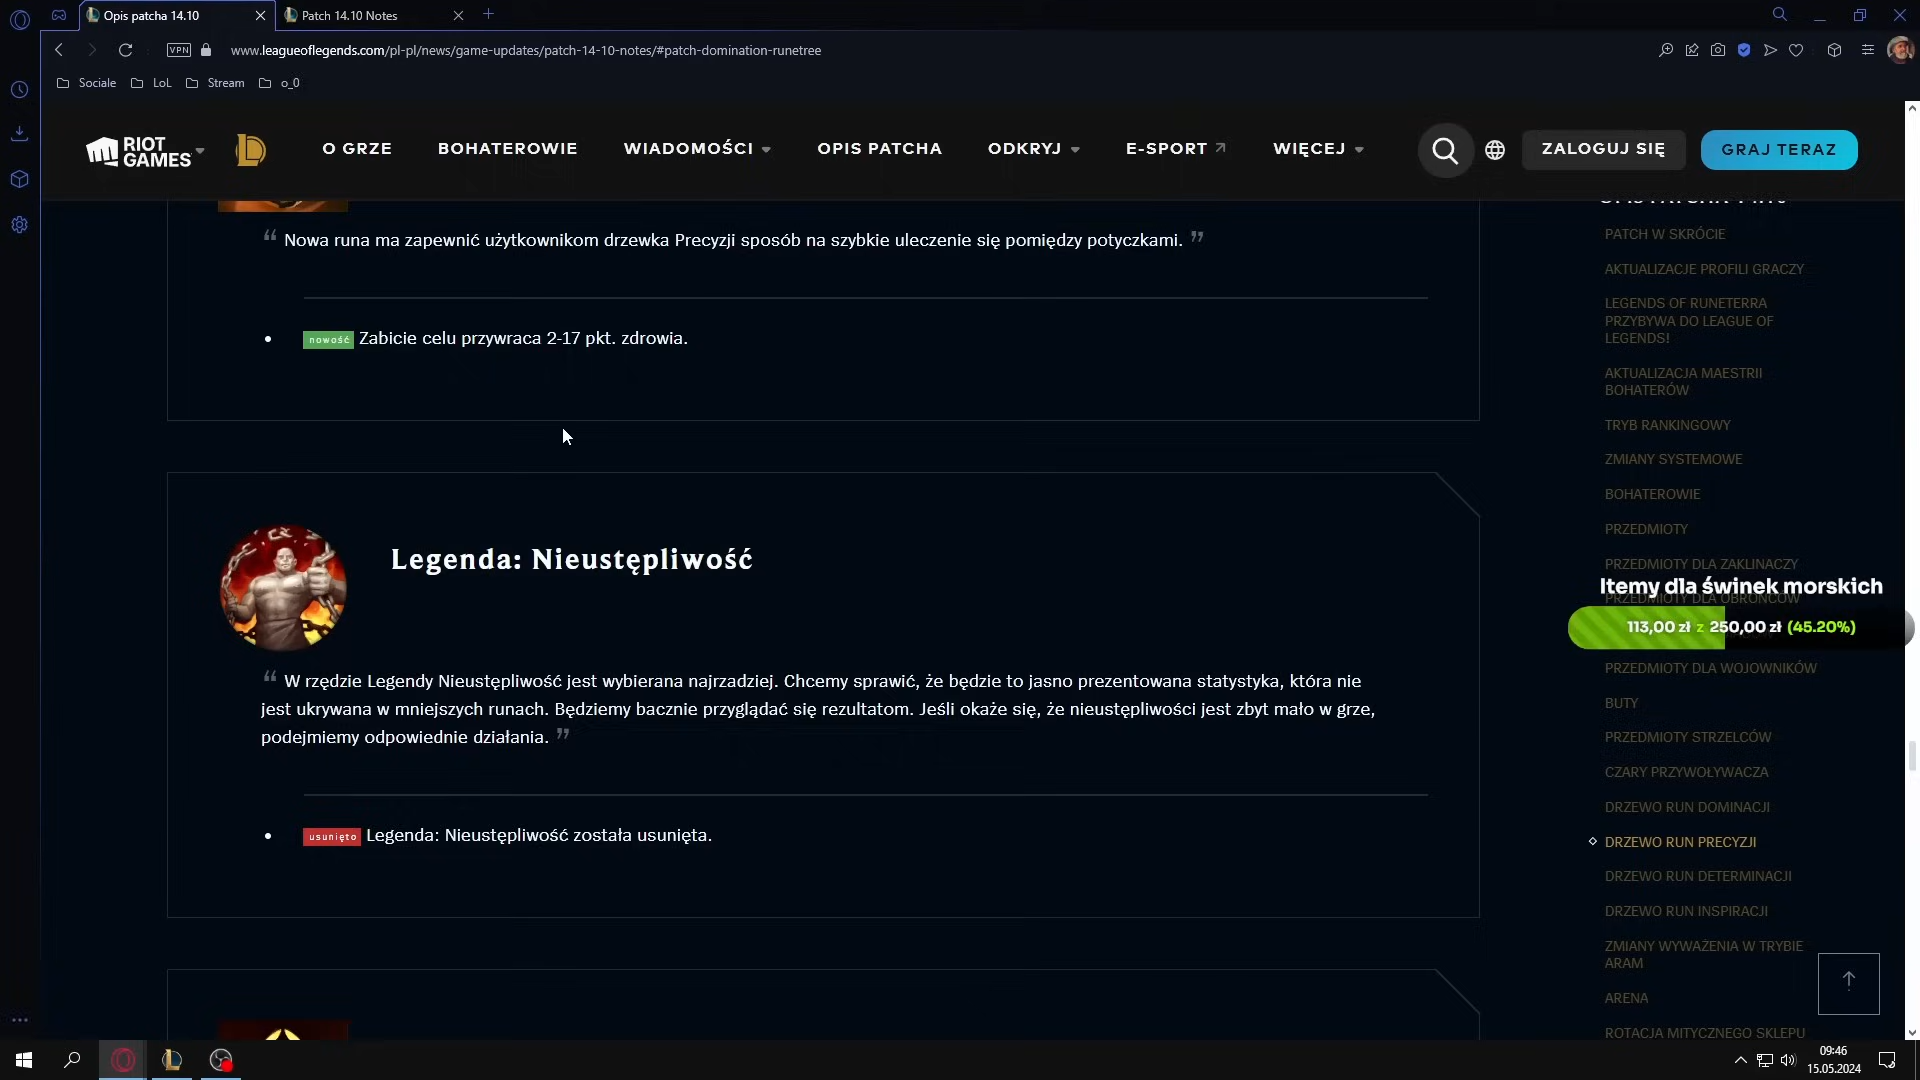 Opis patcha 14.10
Patch 14.10 Notes
VPN
www.leagueoflegends.com/pl-pl/news/game-updates/patch-14-10-notes/#patch-domination-runetree
Sociale
LoL
Stream
o_0
RIOT GAMES
O GRZE
BOHATEROWIE
WIADOMOŚCI
OPIS PATCHA
ODKRYJ
E-SPORT
WIĘCEJ
ZALOGUJ SIĘ
GRAJ TERAZ
“ Nowa runa ma zapewnić użytkownikom drzewka Precyzji sposób na szybkie uleczenie się pomiędzy potyczkami. ”
• nowość Zabicie celu przywraca 2-17 pkt. zdrowia.
Legenda: Nieustępliwość
“ W rzędzie Legendy Nieustępliwość jest wybierana najrzadziej. Chcemy sprawić, że będzie to jasno prezentowana statystyka, która nie
jest ukrywana w mniejszych runach. Będziemy bacznie przyglądać się rezultatom. Jeśli okaże się, że nieustępliwości jest zbyt mało w grze,
podejmiemy odpowiednie działania. ”
• usunięto Legenda: Nieustępliwość została usunięta.
PATCH W SKRÓCIE
AKTUALIZACJE PROFILI GRACZY
LEGENDS OF RUNETERRA
PRZYBYWA DO LEAGUE OF
LEGENDS!
AKTUALIZACJA MAESTRII
BOHATERÓW
TRYB RANKINGOWY
ZMIANY SYSTEMOWE
BOHATEROWIE
PRZEDMIOTY
PRZEDMIOTY DLA ZAKLINACZY
Itemy dla świnek morskich
PRZEDMIOTY DLA OBROŃCÓW
113,00 zł z 250,00 zł (45.20%)
PRZEDMIOTY DLA WOJOWNIKÓW
BUTY
PRZEDMIOTY STRZELCÓW
CZARY PRZYWOŁYWACZA
DRZEWO RUN DOMINACJI
DRZEWO RUN PRECYZJI
DRZEWO RUN DETERMINACJI
DRZEWO RUN INSPIRACJI
ZMIANY WYWAŻENIA W TRYBIE
ARAM
ARENA
ROTACJA MITYCZNEGO SKLEPU
09:46
15.05.2024